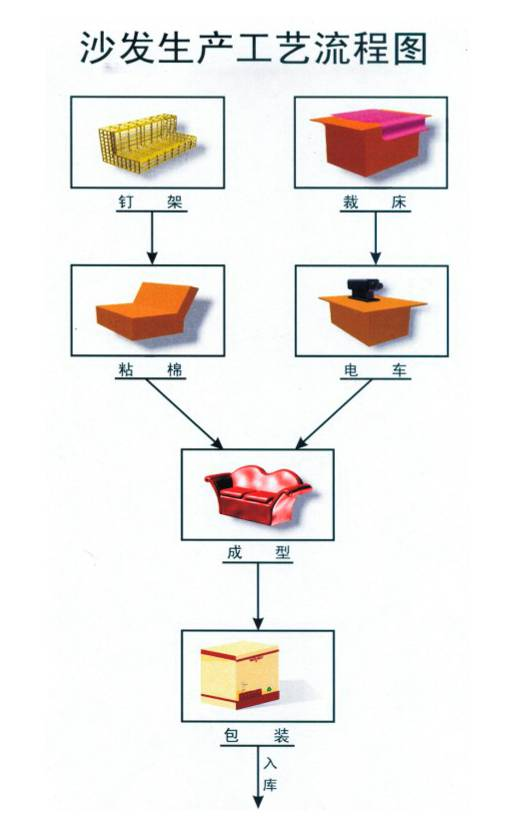 沙发生产工艺流程图
钉 架
裁 床
粘 棉
电 车
成 型
包 装
入
库